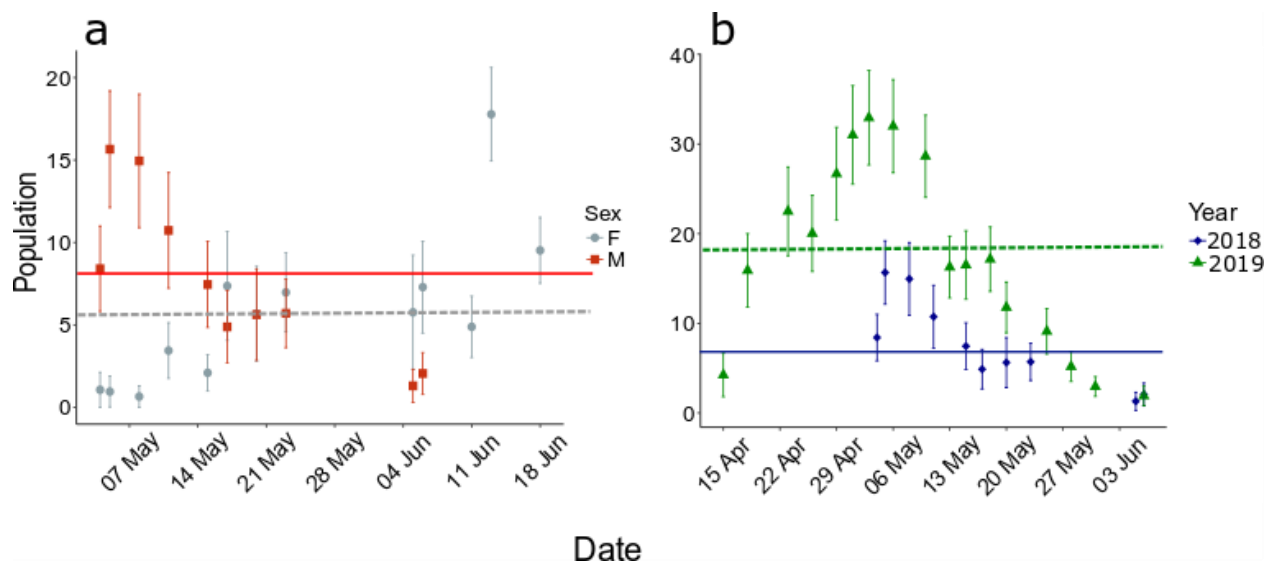 a
Population
20
15
10
5
0
07 May
14 May
21 May
28 May
04 Jun
11 Jun
18 Jun
Sex
F
M
b
40
30
20
10
0
15 Apr
22 Apr
29 Apr
06 May
13 May
20 May
27 May
03 Jun
Year
2018
2019
Date